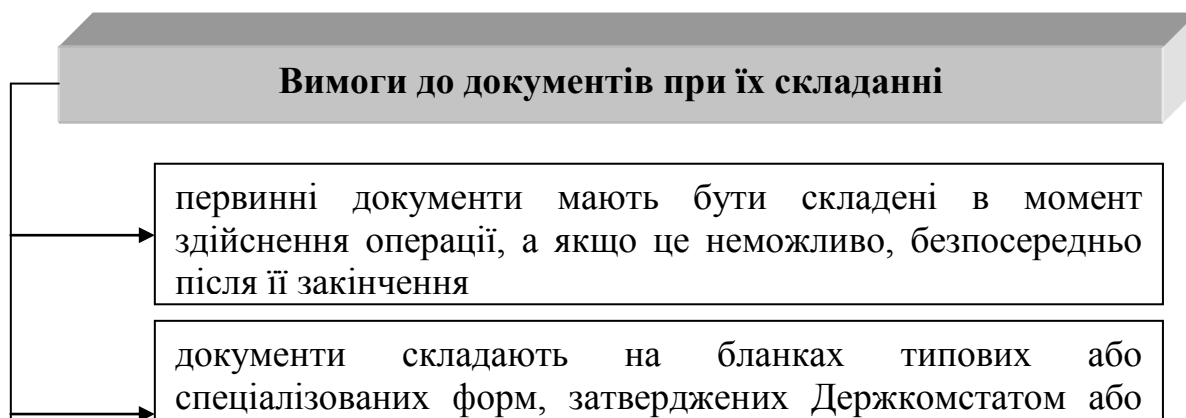 Вимоги до документів при їх складанні
первинні документи мають бути складені в момент
здійснення операції, а якщо це неможливо, безпосередньо
після її закінчення
документи складають на бланках типових або
спеціалізованих форм, затверджених Держкомстатом або